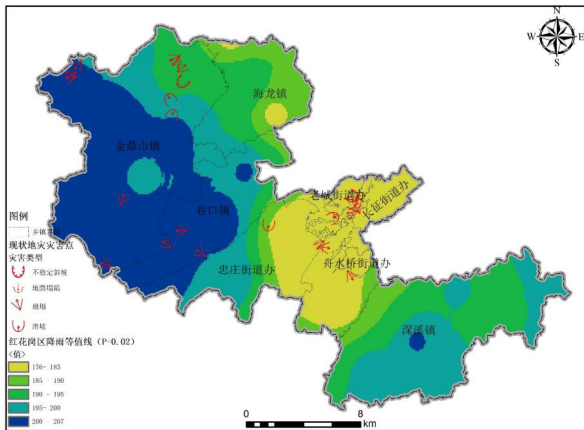 N
W
E
S
海龙镇
金鼎山镇
巷口镇
老城街道办
长征街道办
忠庄街道办
舟水桥街道办
深溪镇
图例
现状地灾灾害点
灾害类型
不稳定斜坡
地面塌陷
崩塌
滑坡
红花岗区降雨等值线（P=0.02）
<值>
176- 185
185 190
190 - 195
195- 200
200 207
0 8
km